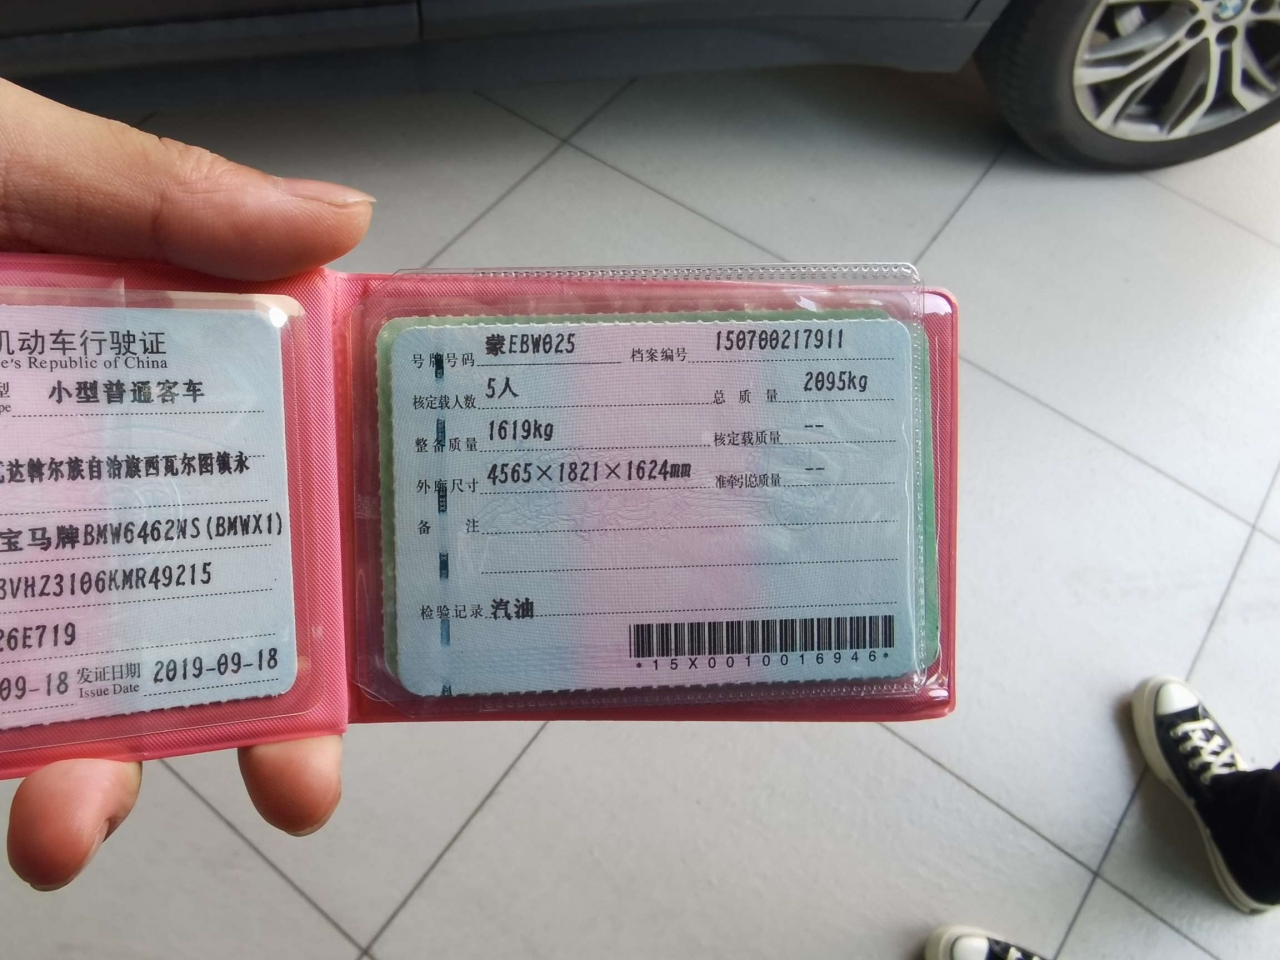 机动车行驶证
e's Republic of China
型 小型普通客车
pe
达斡尔族自治旗西瓦尔图镇永
宝马牌BMW6462WS(BMWX1)
BVHZ3106KMR49215
26E719
09-18 发证日期 2019-09-18
Issue Date
号牌号码 蒙EBW025 档案编号 150700217911
核定载人数 5人 总质量 2095kg
整备质量 1619kg 核定载质量 --
外廓尺寸 4565×1821×1624mm 准牵引总质量 --
备注
检验记录 汽油
*15X0010016946*